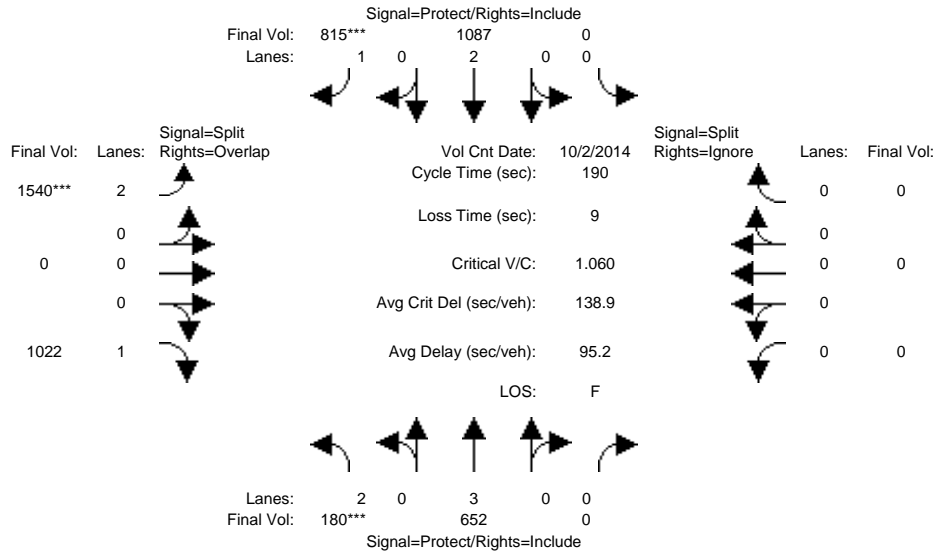 Signal=Protect/Rights=Include
Final Vol: 815*** 1087 0
Lanes: 1 0 2 0 0
Signal=Split
Final Vol: Lanes: Rights=Overlap
Vol Cnt Date: 10/2/2014
Signal=Split
Rights=Ignore Lanes: Final Vol:
Cycle Time (sec): 190
1540*** 2 0 0
Loss Time (sec): 9
0 0
0 0 Critical V/C: 1.060 0 0
0 Avg Crit Del (sec/veh): 138.9 0
1022 1 Avg Delay (sec/veh): 95.2 0 0
LOS: F
Lanes: 2 0 3 0 0
Final Vol: 180*** 652 0
Signal=Protect/Rights=Include